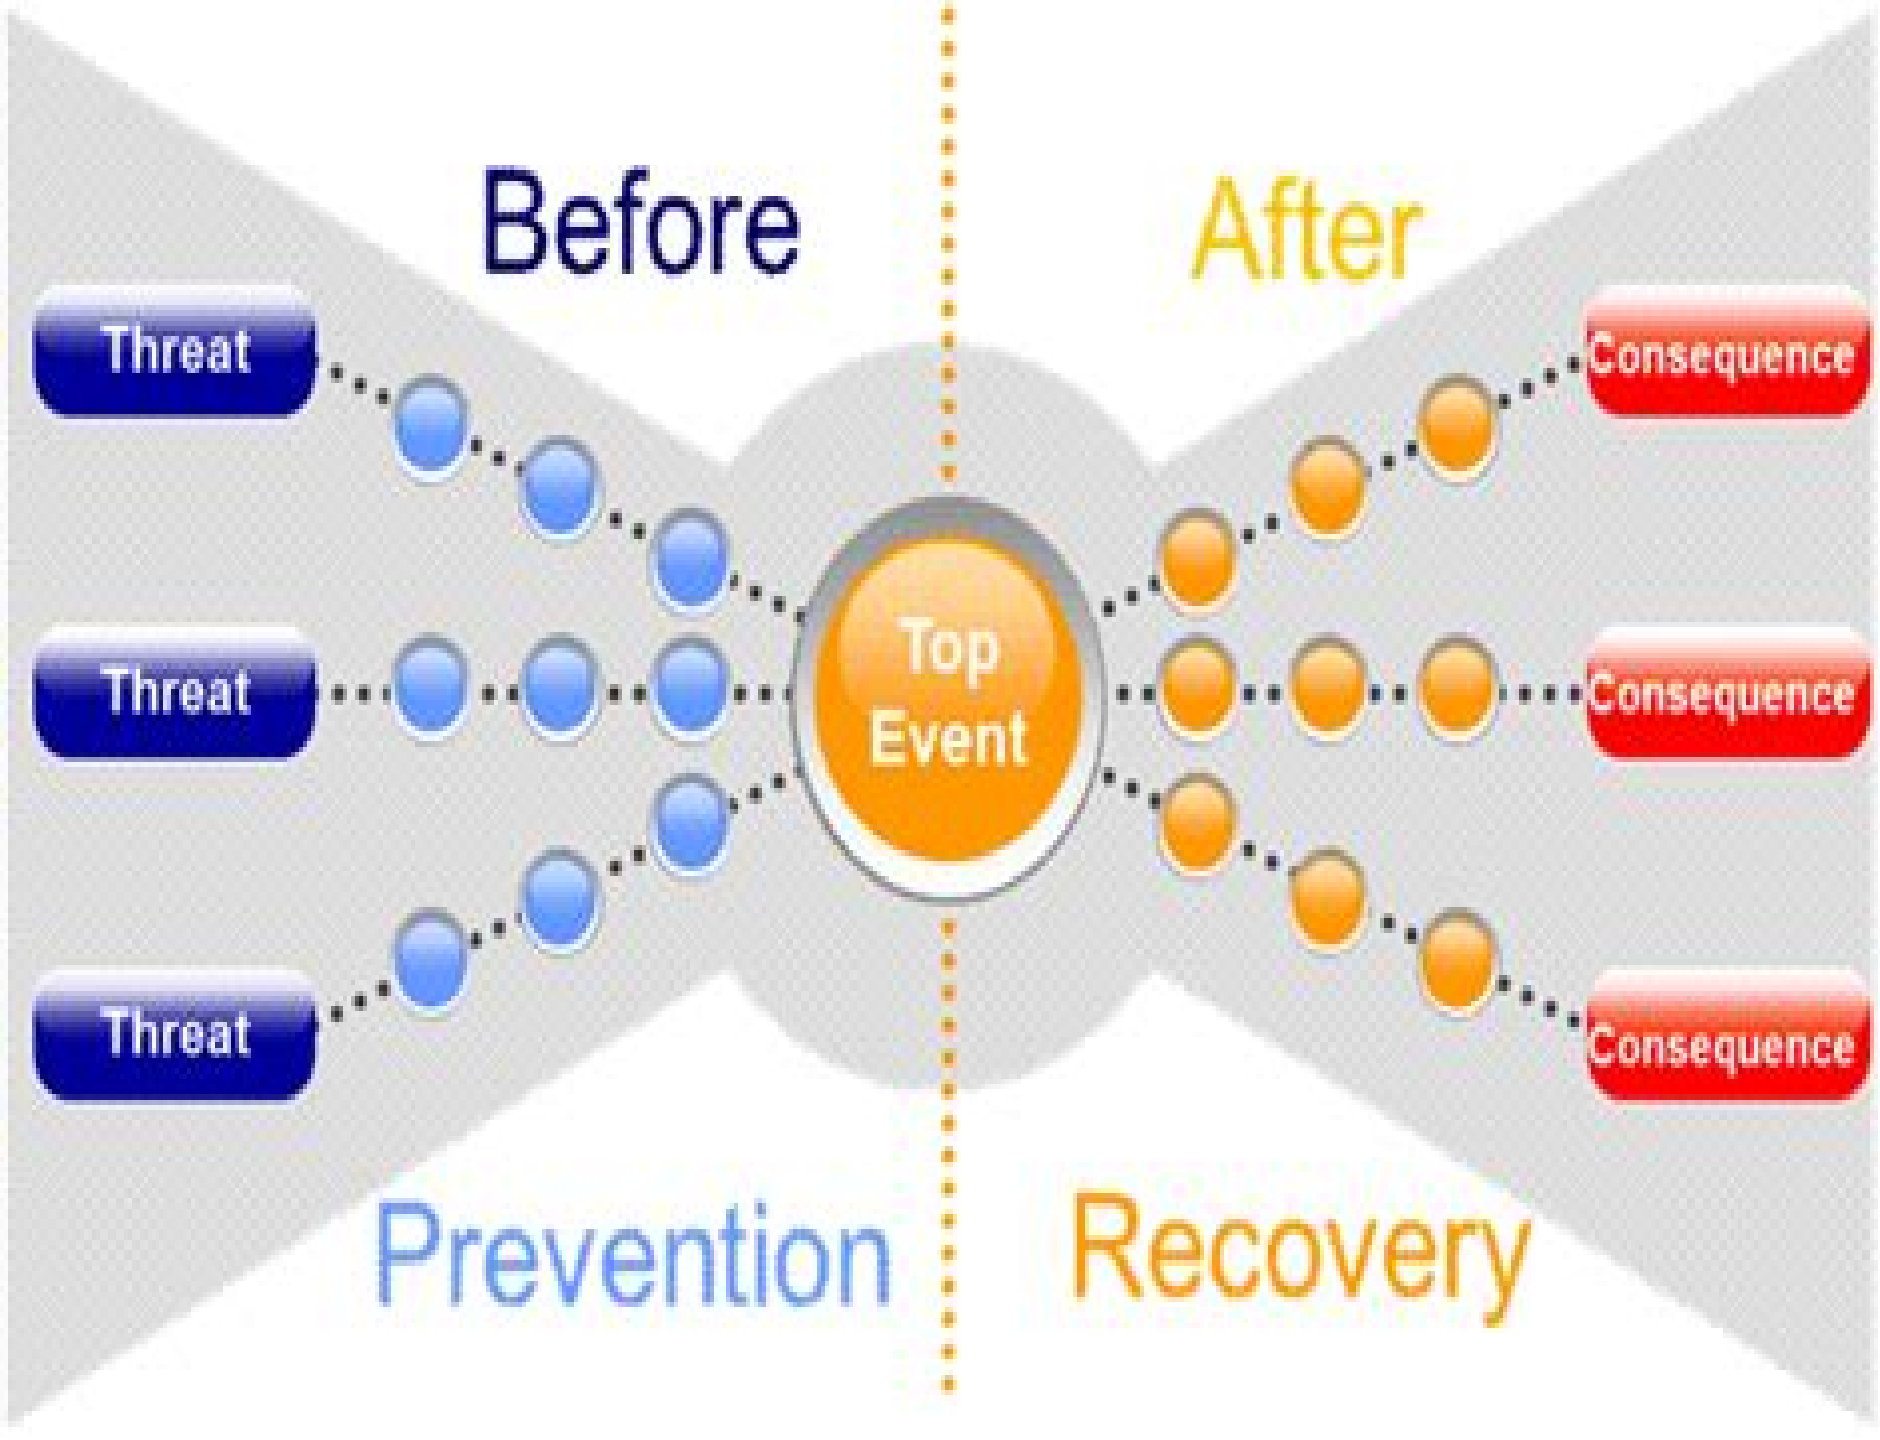 Before
After
Threat
Consequence
Threat
Top
Event
Consequence
Threat
Consequence
Prevention
Recovery